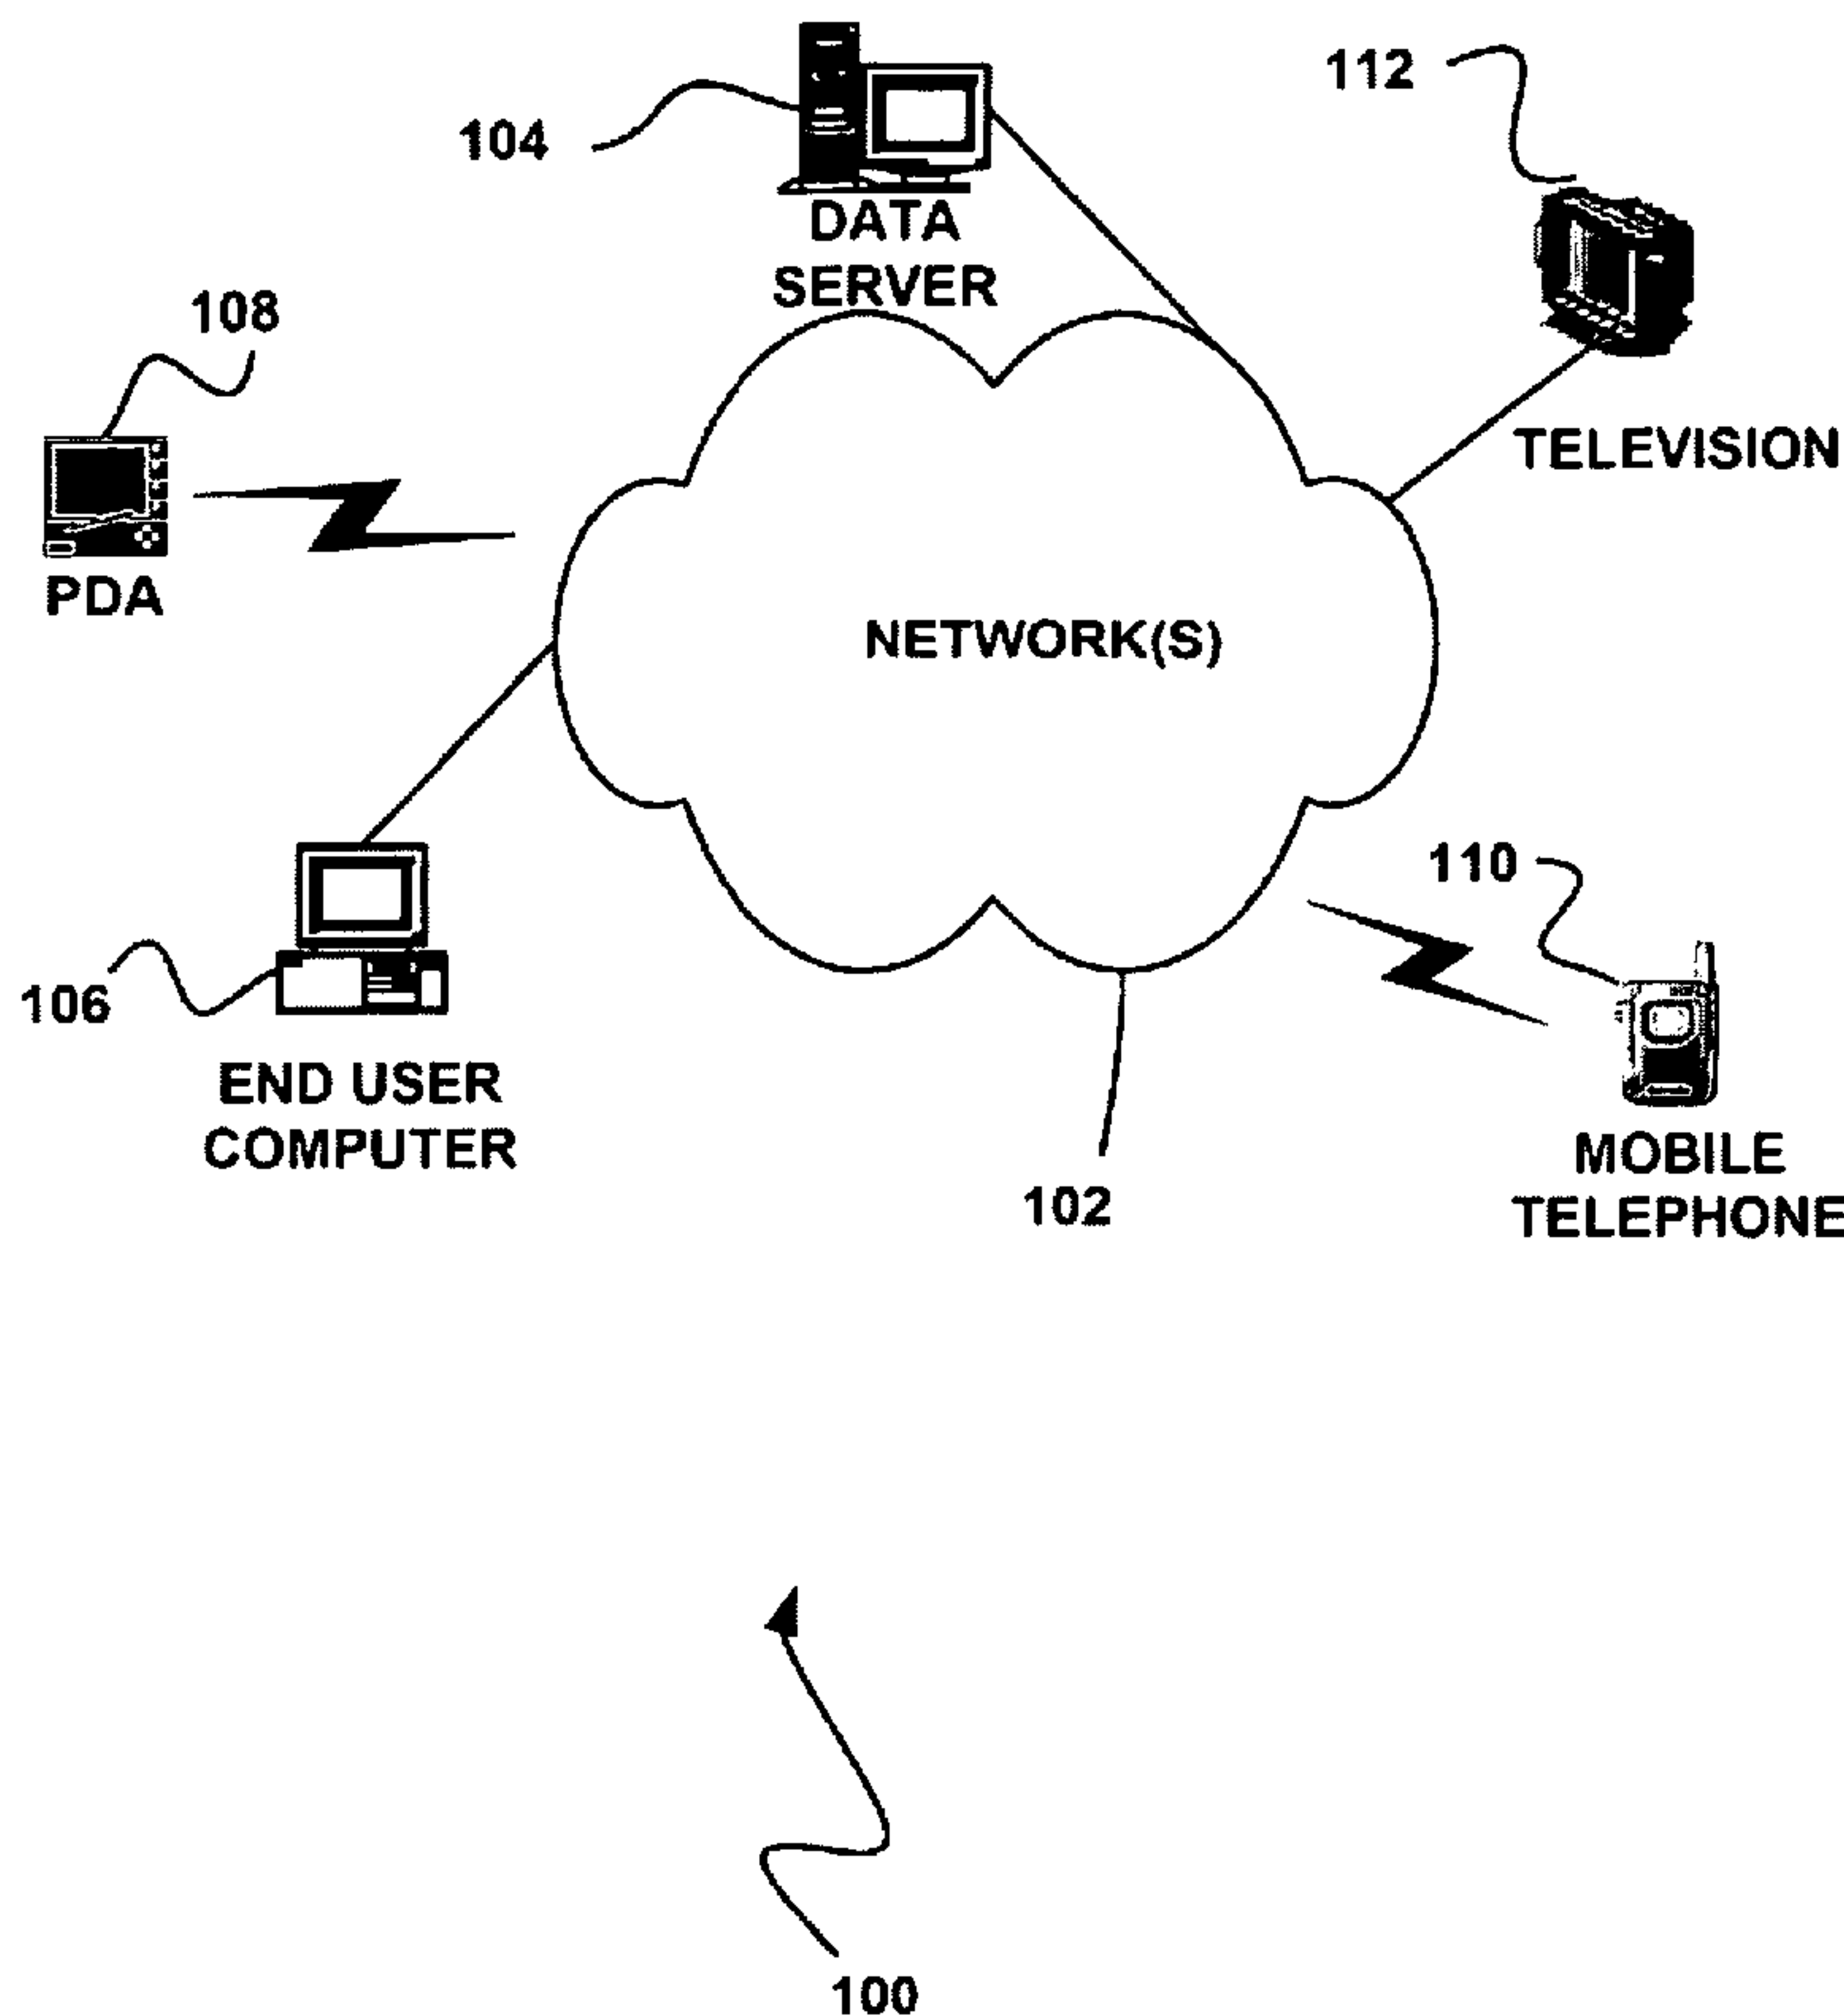 104
112
DATA
SERVER
108
TELEVISION
PDA
NETWORK(S)
110
106
END USER
COMPUTER
MOBILE
TELEPHONE
102
100